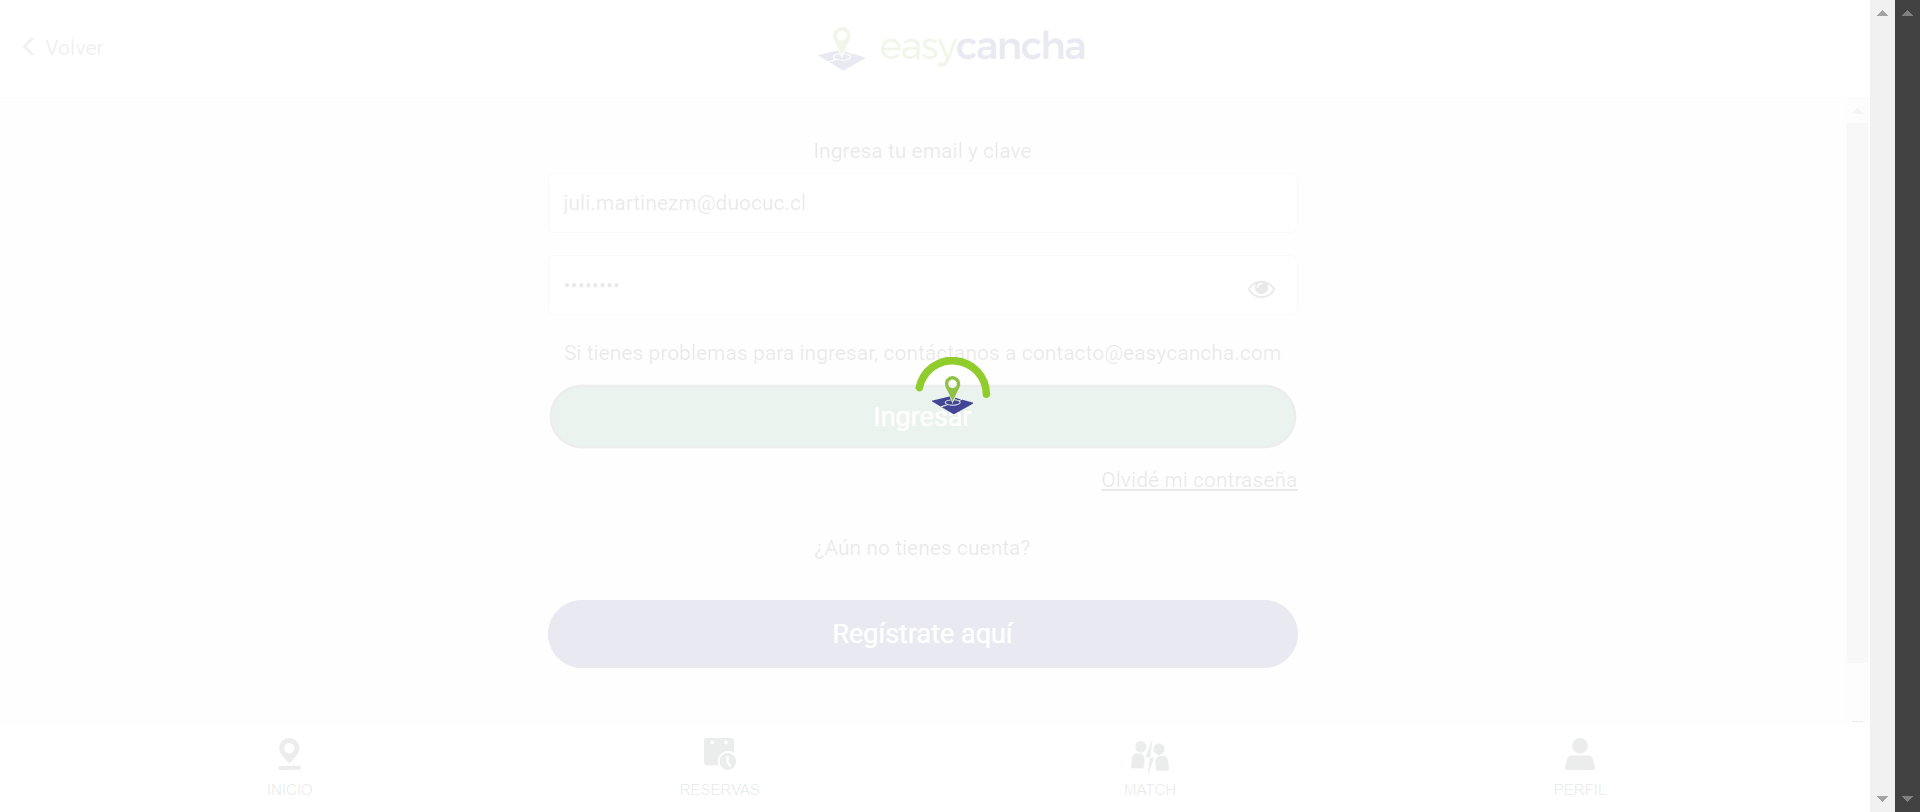 Volver
easycancha
Ingresa tu email y clave
juli.martinezm@duocuc.cl
••••••••
Si tienes problemas para ingresar, contáctanos a contacto@easycancha.com
Ingresar
Olvidé mi contraseña
¿Aún no tienes cuenta?
Regístrate aquí
INICIO
RESERVAS
MATCH
PERFIL